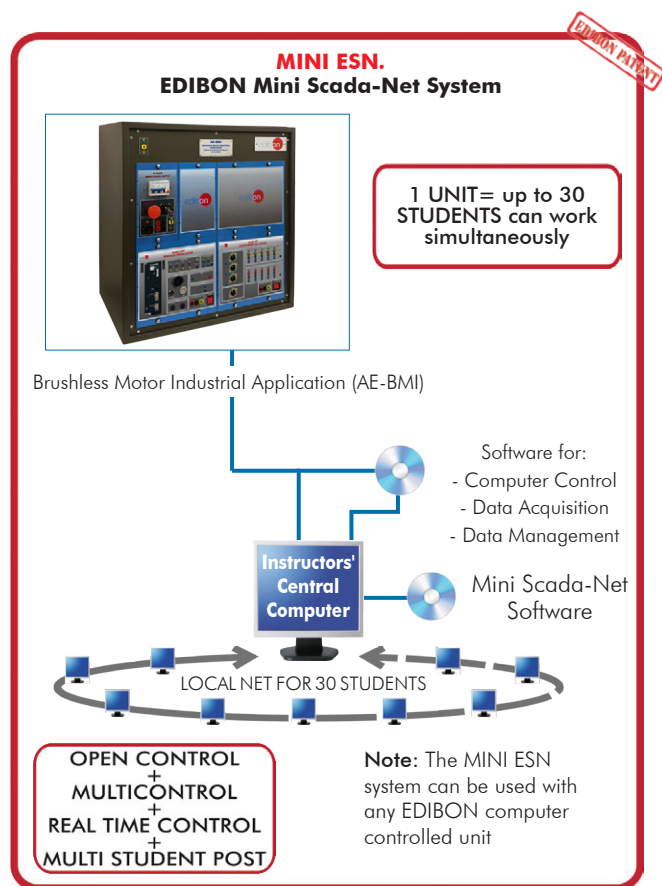 EDIBON PATENT
MINI ESN.
EDIBON Mini Scada-Net System
edibon
edibon
edibon
1 UNIT= up to 30
STUDENTS can work
simultaneously
Brushless Motor Industrial Application (AE-BMI)
Software for:
- Computer Control
- Data Acquisition
- Data Management
Instructors'
Central
Computer
Mini Scada-Net
Software
LOCAL NET FOR 30 STUDENTS
OPEN CONTROL
+
MULTICONTROL
+
REAL TIME CONTROL
+
MULTI STUDENT POST
Note: The MINI ESN
system can be used with
any EDIBON computer
controlled unit